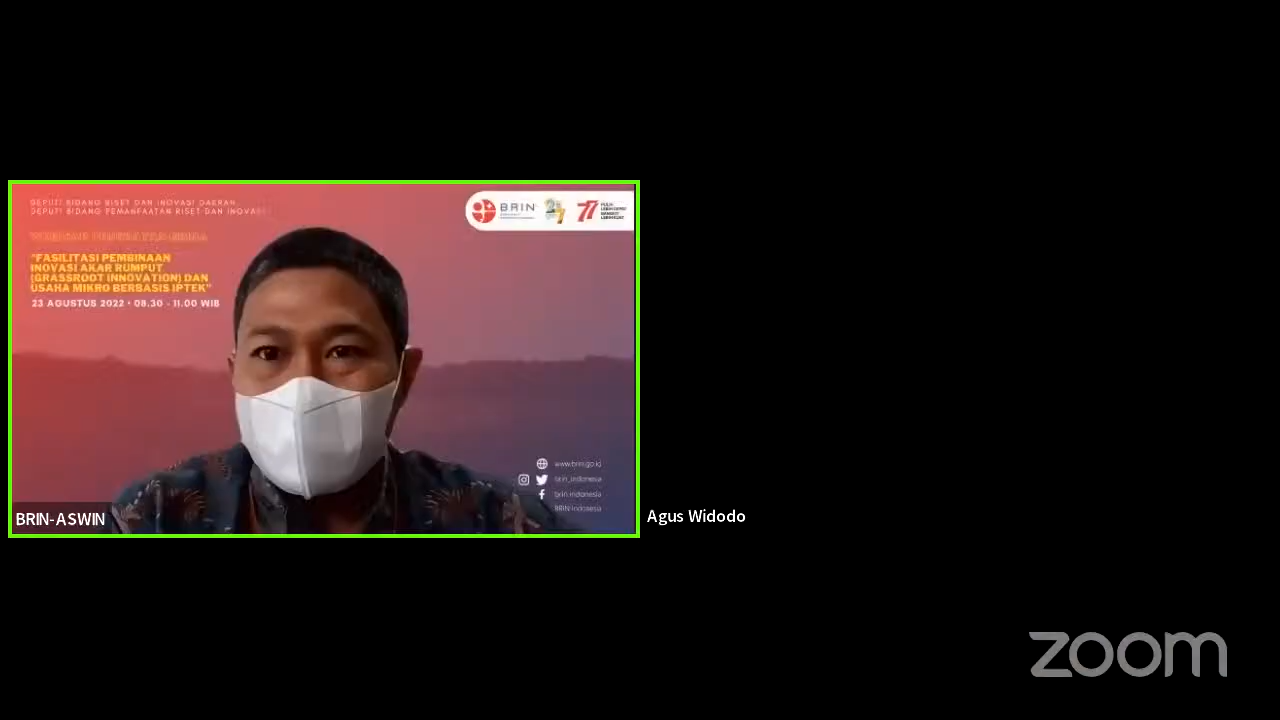 DEPUTI BIDANG RISET DAN INOVASI DAERAH
DEPUTI BIDANG PEMANFAATAN RISET DAN INOVASI
BRIN
77
"FASILITASI PEMBINAAN
INOVASI AKAR RUMPUT
(GRASSROOT INNOVATION) DAN
USAHA MIKRO BERBASIS IPTEK"
23 AGUSTUS 2022 • 08.30 - 11.00 WIB
www.brin.go.id
brin_indonesia
brin.indonesia
BRIN Indonesia
BRIN-ASWIN
Agus Widodo
zoom